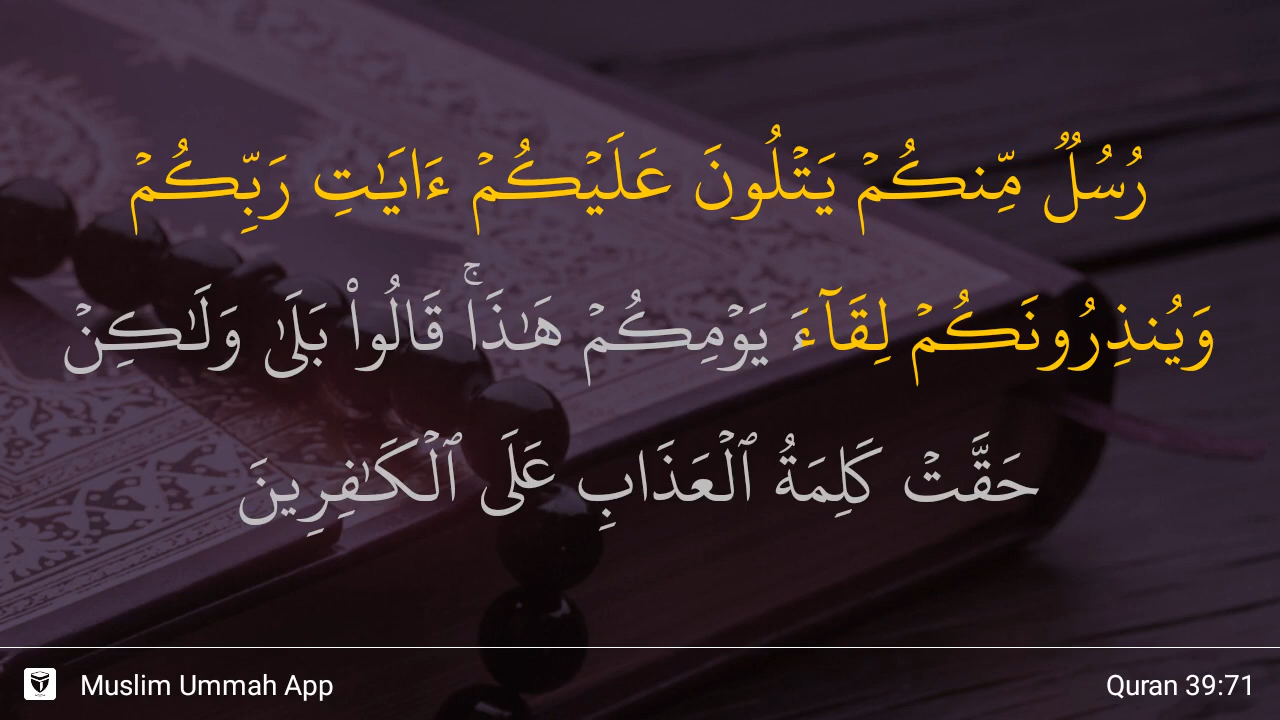 رُسُلٌ مِّنكُمْ يَتْلُونَ عَلَيْكُمْ ءَايَـٰتِ رَبِّكُمْ
وَيُنذِرُونَكُمْ لِقَآءَ يَوْمِكُمْ هَـٰذَا ۚ قَالُوا۟ بَلَىٰ وَلَـٰكِنْ
حَقَّتْ كَلِمَةُ ٱلْعَذَابِ عَلَى ٱلْكَـٰفِرِينَ
Muslim Ummah App
Quran 39:71